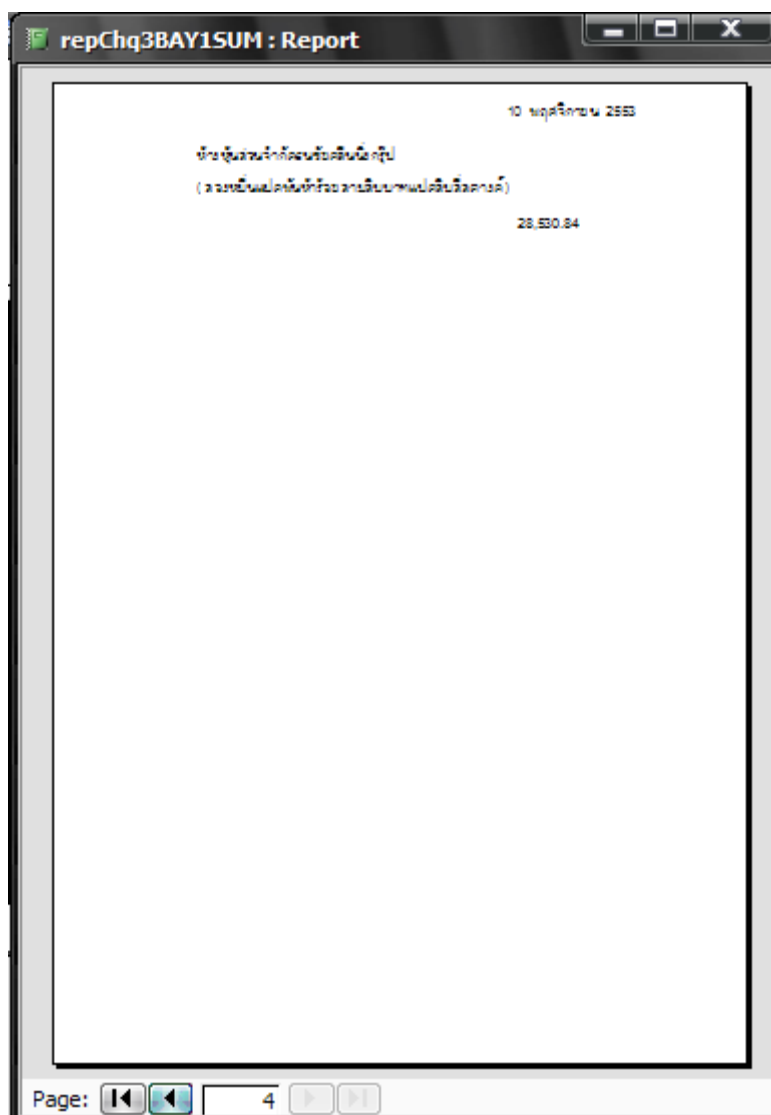 repChq3BAY1SUM : Report
10 พฤศจิกายน 2553
ห้างหุ้นส่วนจำกัด
(สองหมื่นแปดพันห้าร้อยสามสิบบาทแปดสิบสี่สตางค์)
28,530.84
Page: 4